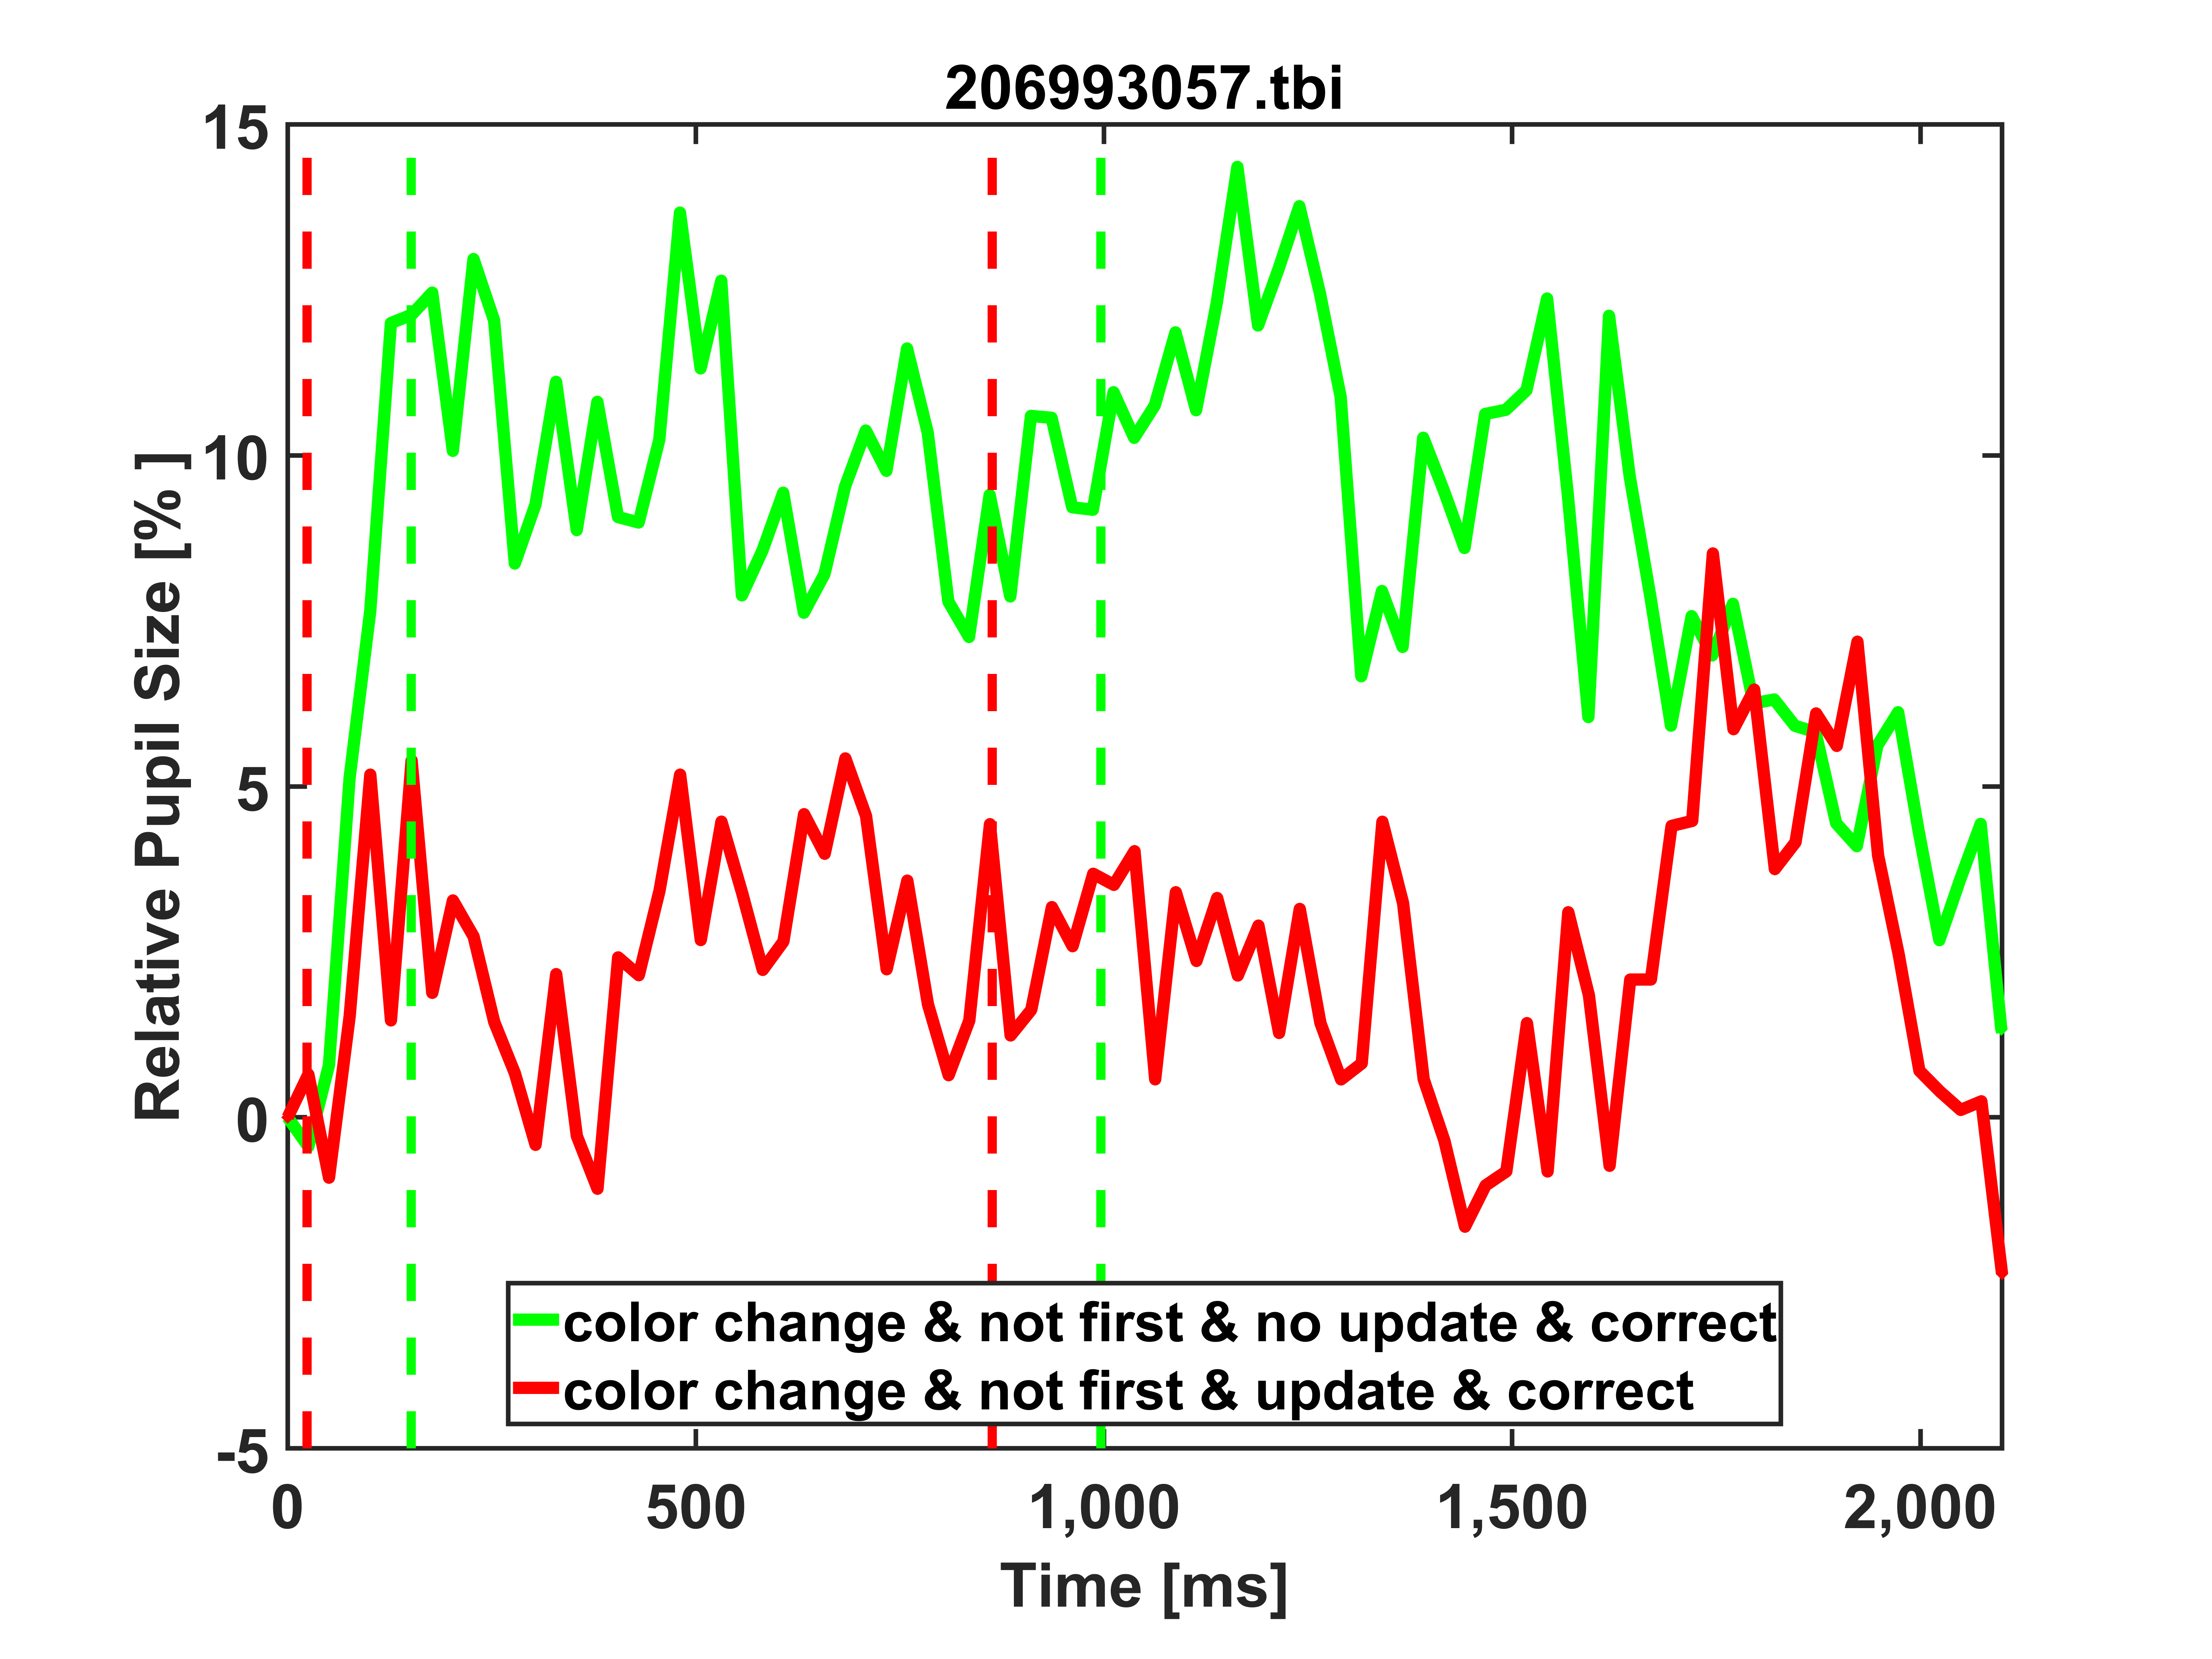 206993057.tbi
15
10
5
0
-5
Relative Pupil Size [% ]
color change & not first & no update & correct
color change & not first & update & correct
0 500 1,000 1,500 2,000
Time [ms]